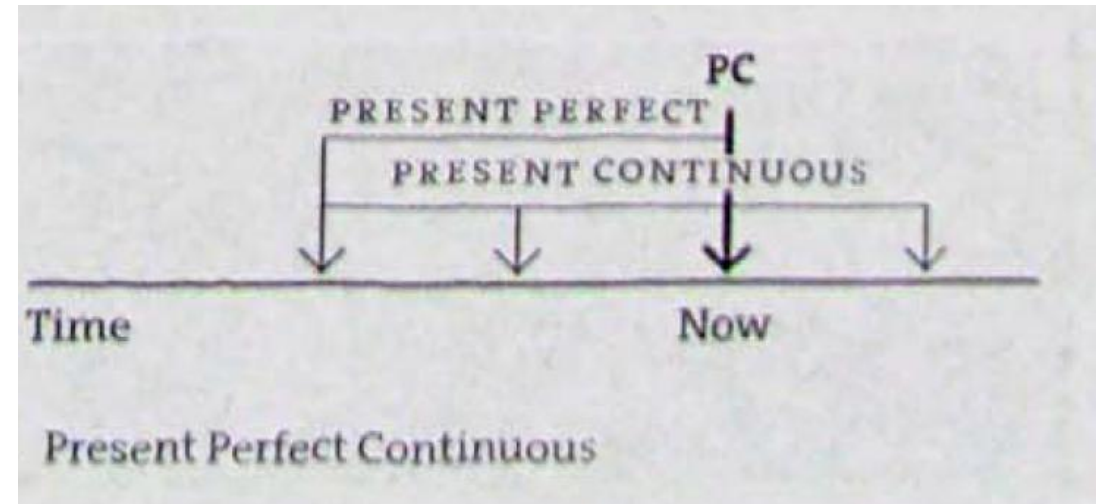 PC
PRESENT PERFECT
PRESENT CONTINUOUS
Time Now
Present Perfect Continuous